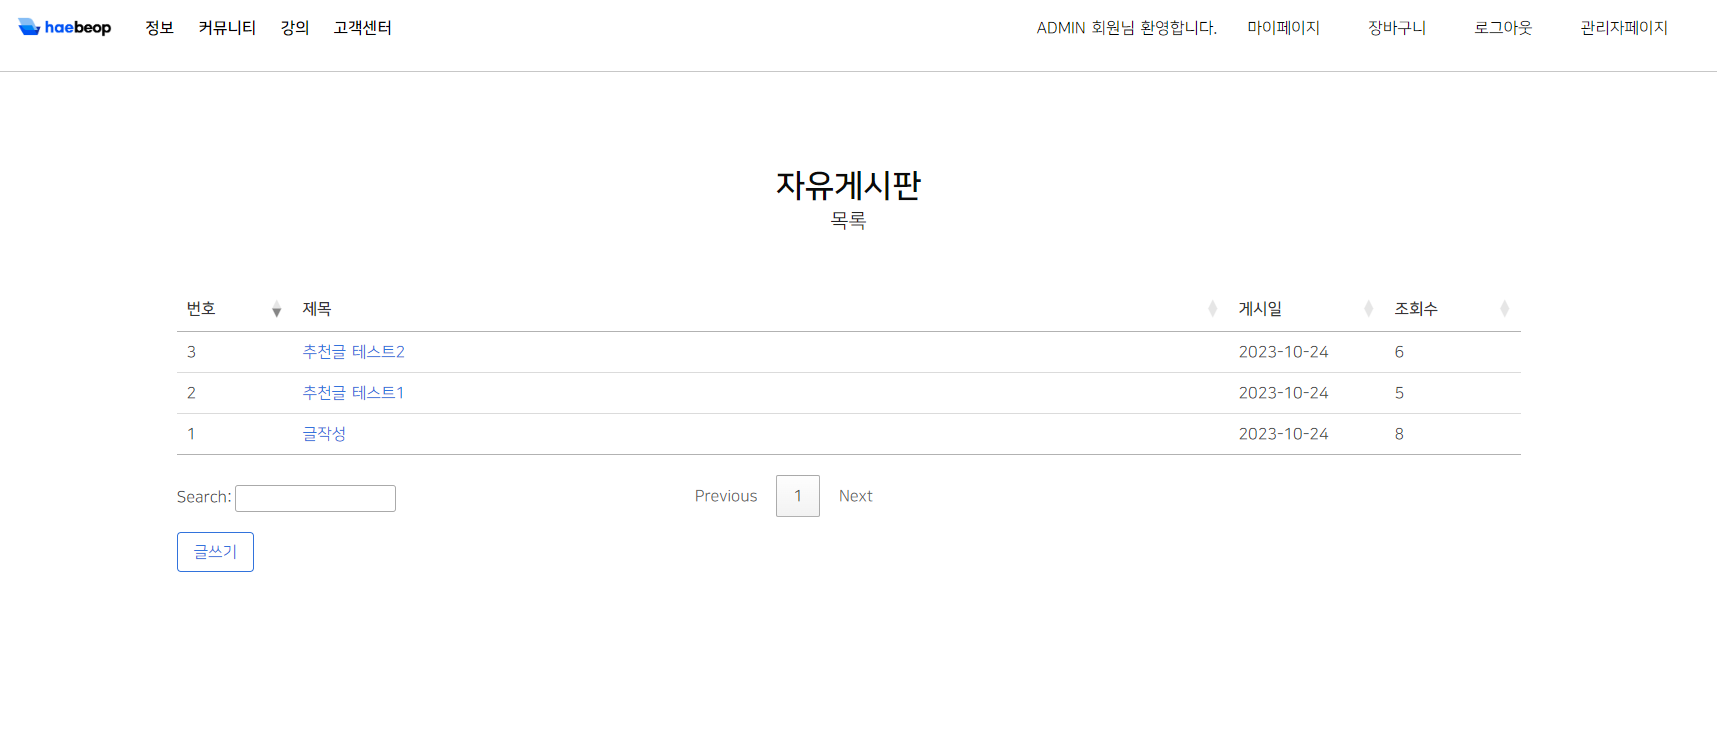 haebeop 정보 커뮤니티 강의 고객센터 ADMIN 회원님 환영합니다. 마이페이지 장바구니 로그아웃 관리자페이지
자유게시판
목록
번호 제목 게시일 조회수
3 추천글 테스트2 2023-10-24 6
2 추천글 테스트1 2023-10-24 5
1 글작성 2023-10-24 8
Search: Previous 1 Next
글쓰기